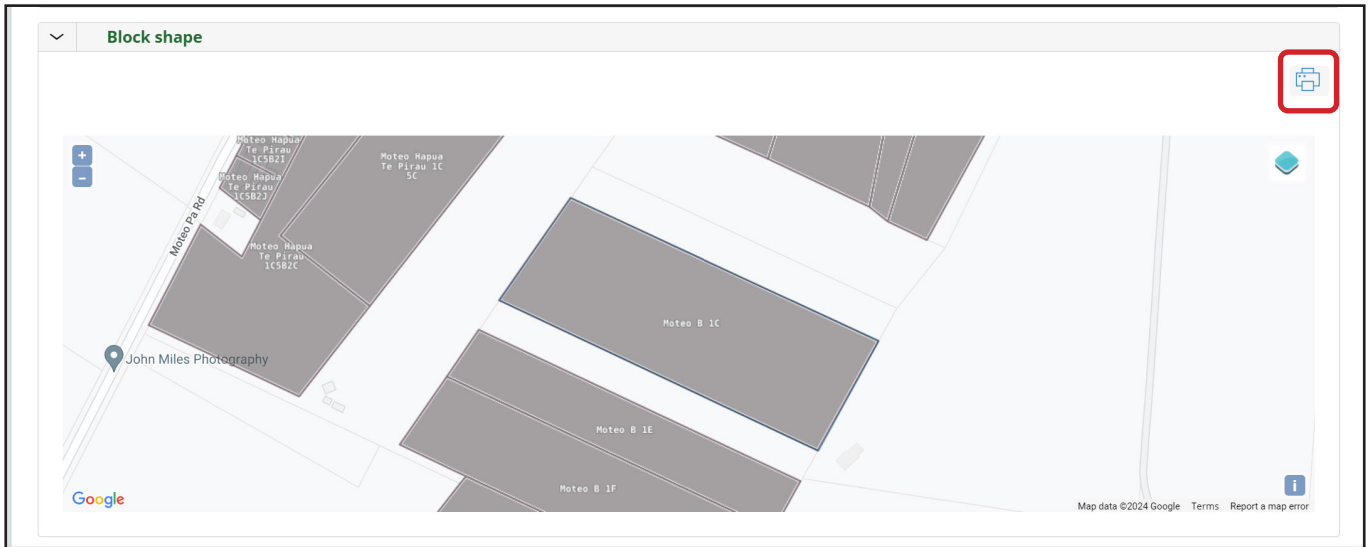 Block shape
+
-
Moteo Hapua
Te Pirau
1C5B2I
Moteo Hapua
Te Pirau
1C5B2J
Moteo Hapua
Te Pirau 1C
5C
Moteo Pa Rd
Moteo Hapua
Te Pirau
1C5B2C
Moteo B 1C
John Miles Photography
Moteo B 1E
Moteo B 1F
Google
i
Map data ©2024 Google Terms Report a map error